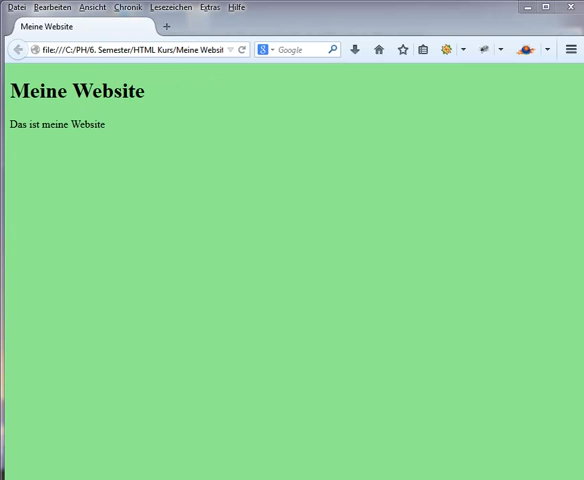 Datei Bearbeiten Ansicht Chronik Lesezeichen Extras Hilfe
Meine Website
file:///C:/PH/6. Semester/HTML Kurs/Meine Websit
Google
Meine Website
Das ist meine Website